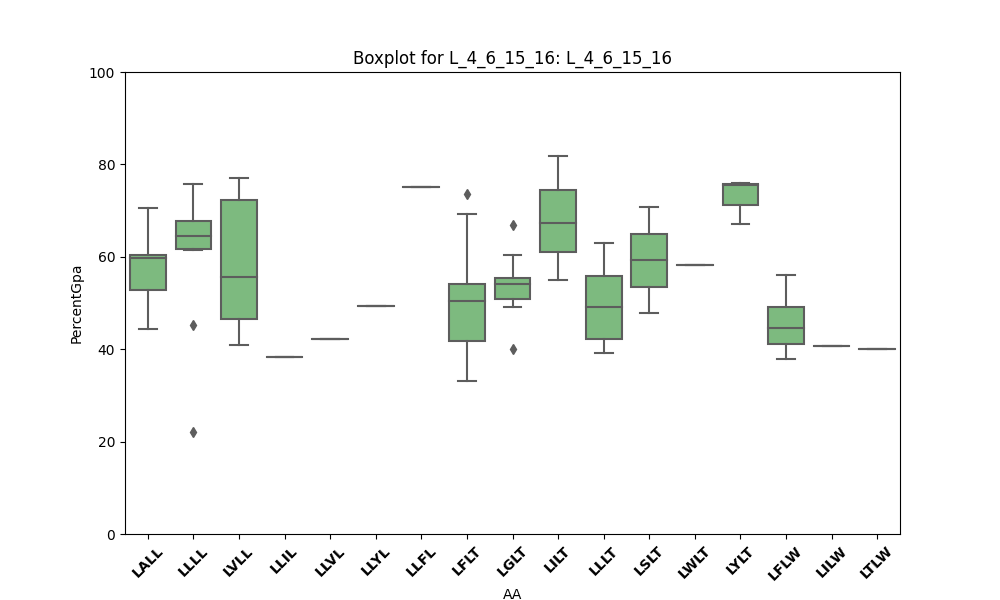 Boxplot for L_4_6_15_16: L_4_6_15_16
100
80
60
40
20
0
PercentGpa
LALL
LLLL
LVLL
LLIL
LLVL
LLYL
LLFL
LFLT
LGLT
LILT
LLLT
LSLT
LWLT
LYLT
LFLW
LILW
LTLW
AA